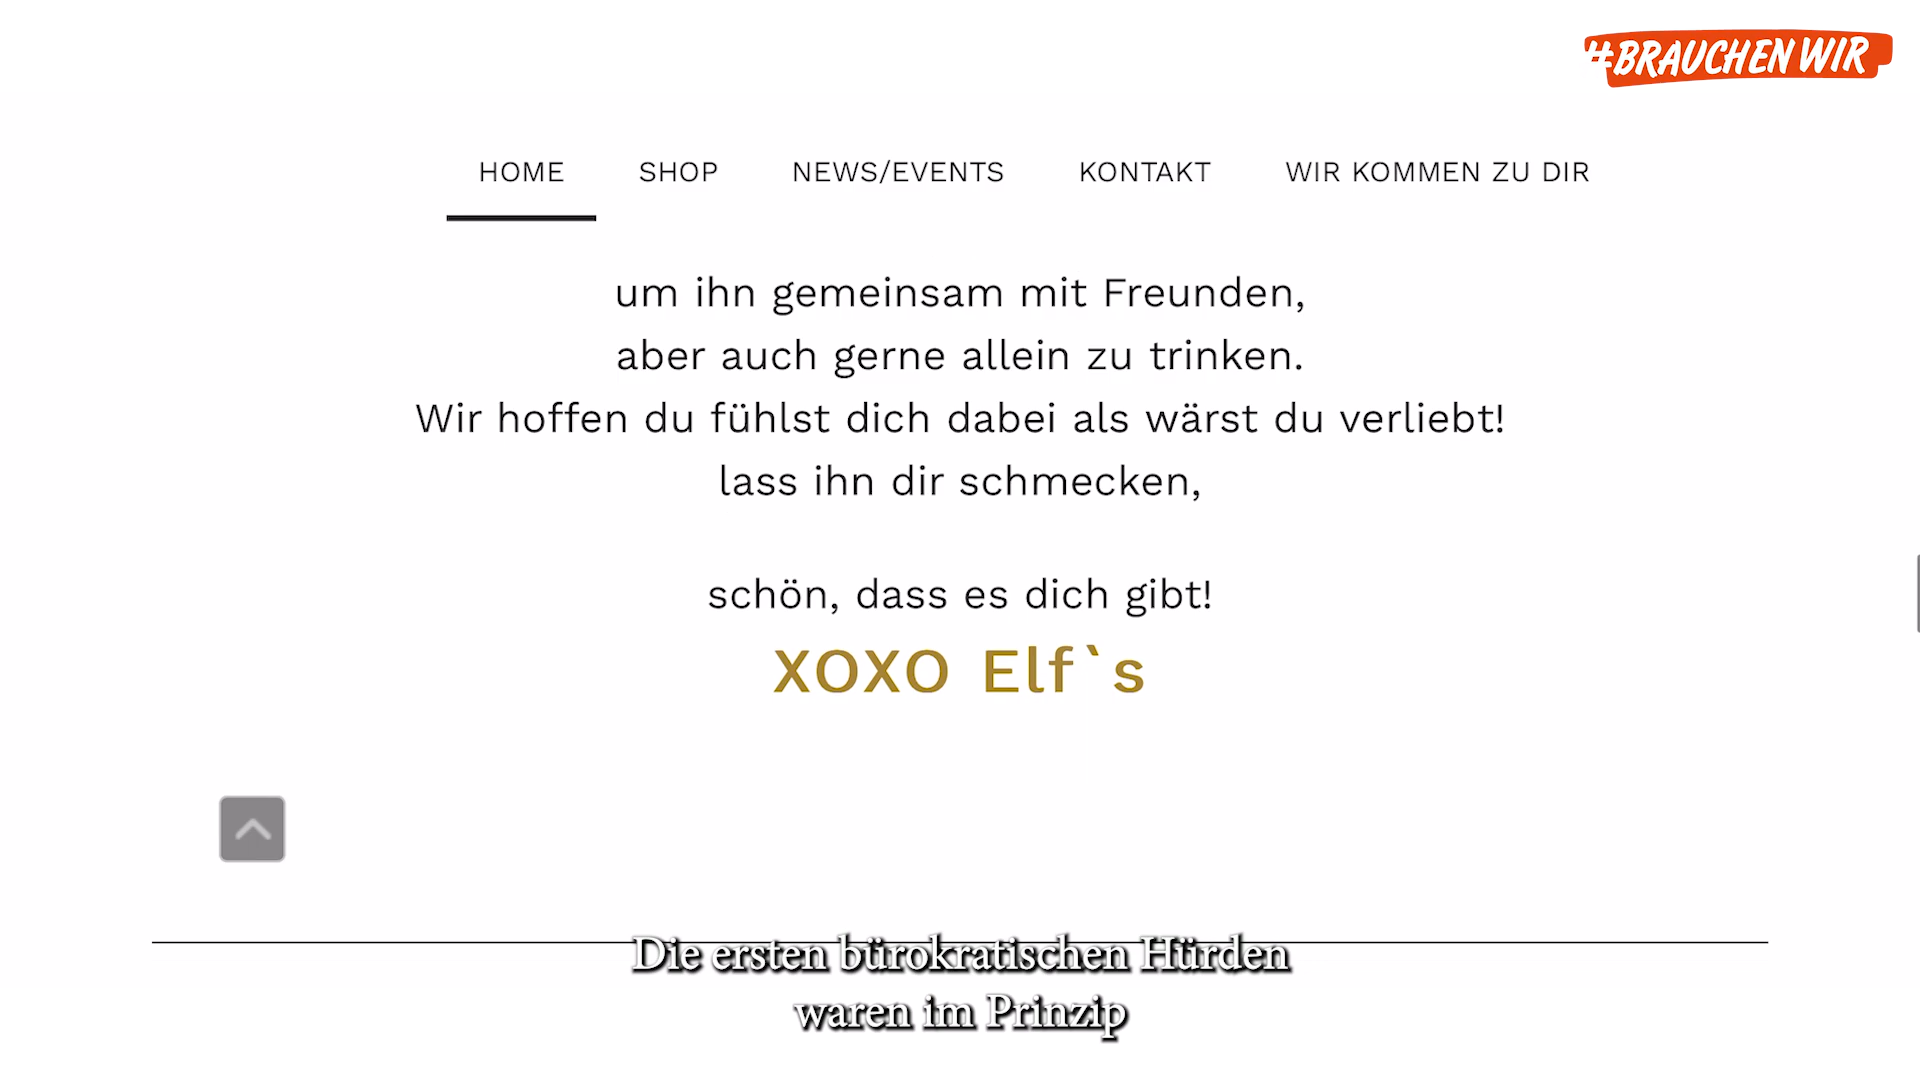 #BRAUCHEN WIR
HOME SHOP NEWS/EVENTS KONTAKT WIR KOMMEN ZU DIR
um ihn gemeinsam mit Freunden,
aber auch gerne allein zu trinken.
Wir hoffen du fühlst dich dabei als wärst du verliebt!
lass ihn dir schmecken,
schön, dass es dich gibt!
XOXO Elf`s
Die ersten bürokratischen Hürden
waren im Prinzip